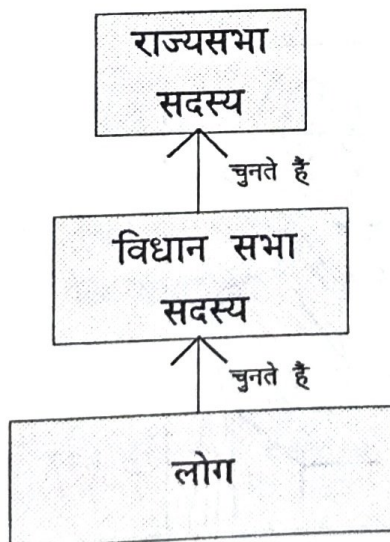 राज्यसभा
सदस्य
चुनते हैं
विधान सभा
सदस्य
चुनते हैं
लोग